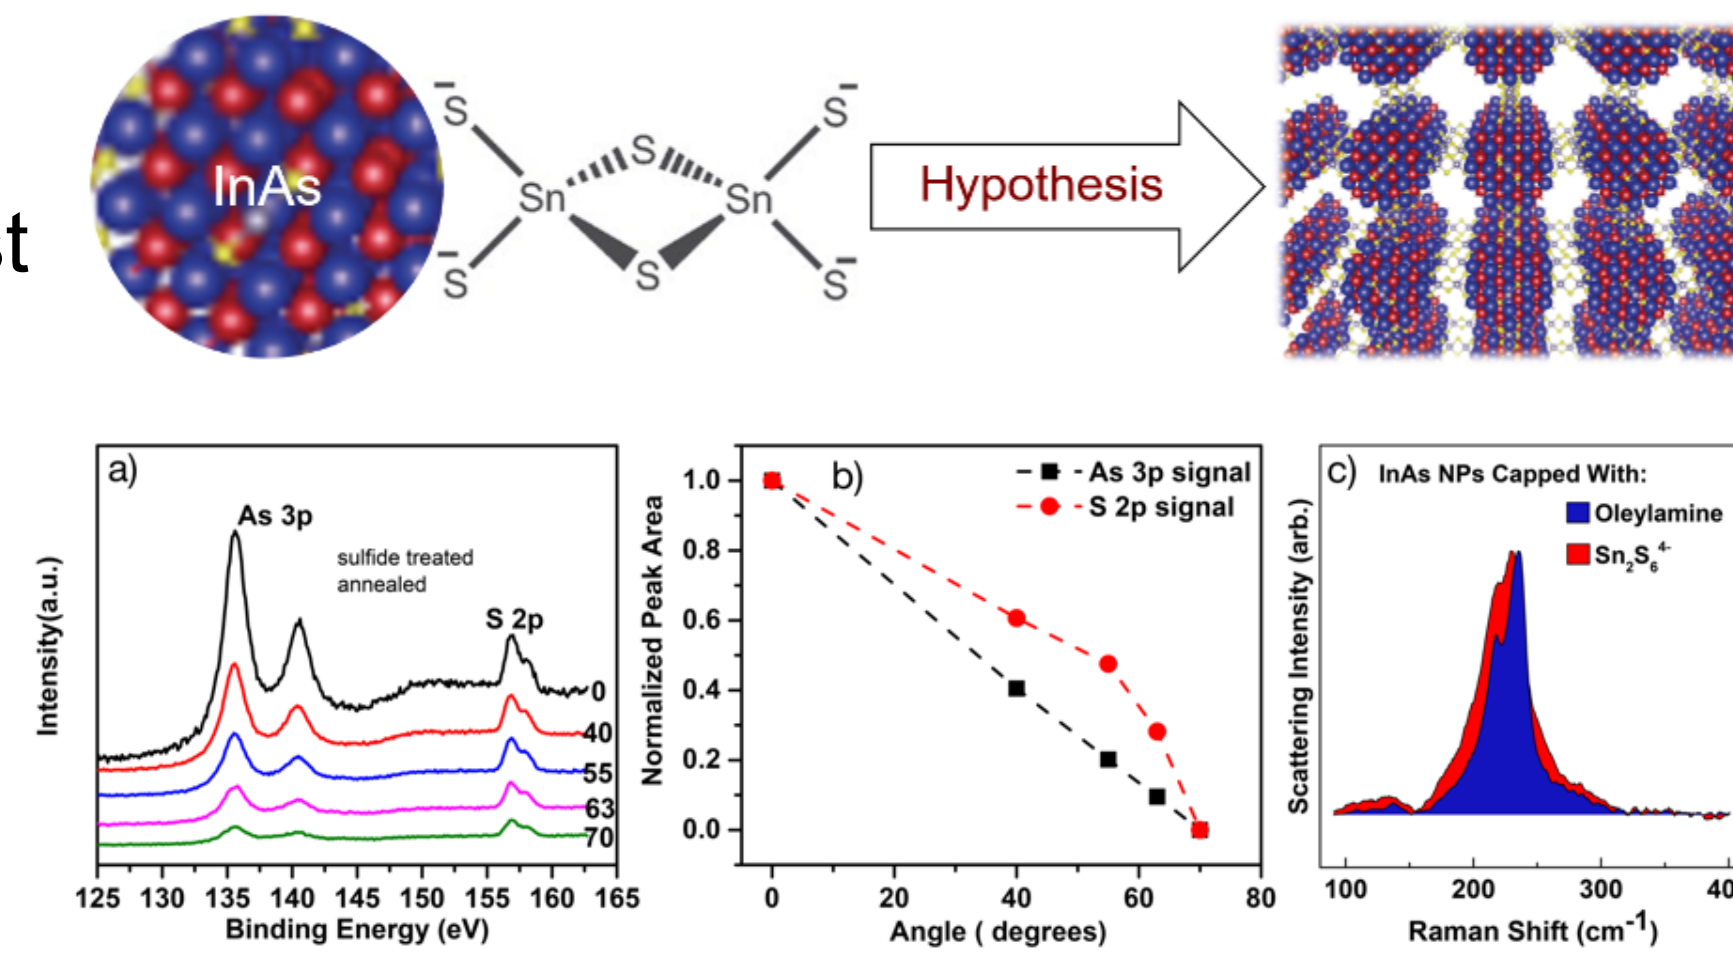 st
InAs
S
S
S
Sn
Sn
S
S
S
Hypothesis
a)
As 3p
sulfide treated
annealed
S 2p
0
40
55
63
70
Intensity(a.u.)
125 130 135 140 145 150 155 160 165
Binding Energy (eV)
b)
As 3p signal
S 2p signal
1.0
0.8
0.6
0.4
0.2
0.0
Normalized Peak Area
0 20 40 60 80
Angle ( degrees)
c) InAs NPs Capped With:
Oleylamine
Sn₂S₆⁴⁻
Scattering Intensity (arb.)
100 200 300 40
Raman Shift (cm⁻¹)